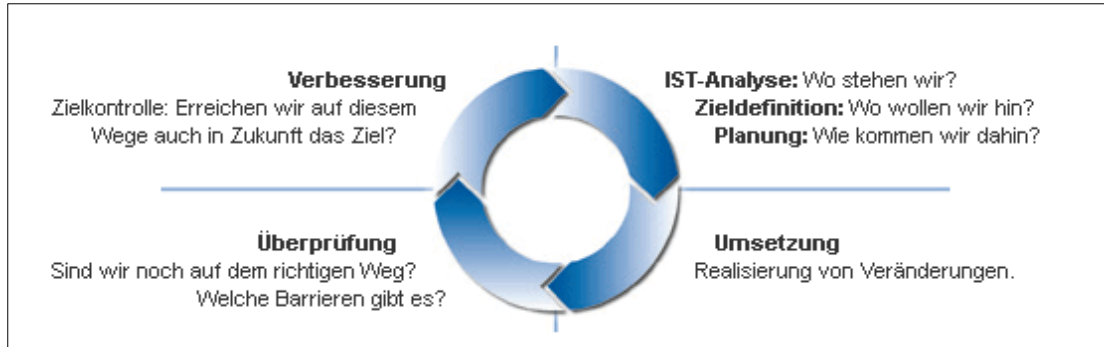 Verbesserung
Zielkontrolle: Erreichen wir auf diesem
Wege auch in Zukunft das Ziel?
IST-Analyse: Wo stehen wir?
Zieldefinition: Wo wollen wir hin?
Planung: Wie kommen wir dahin?
Überprüfung
Sind wir noch auf dem richtigen Weg?
Welche Barrieren gibt es?
Umsetzung
Realisierung von Veränderungen.